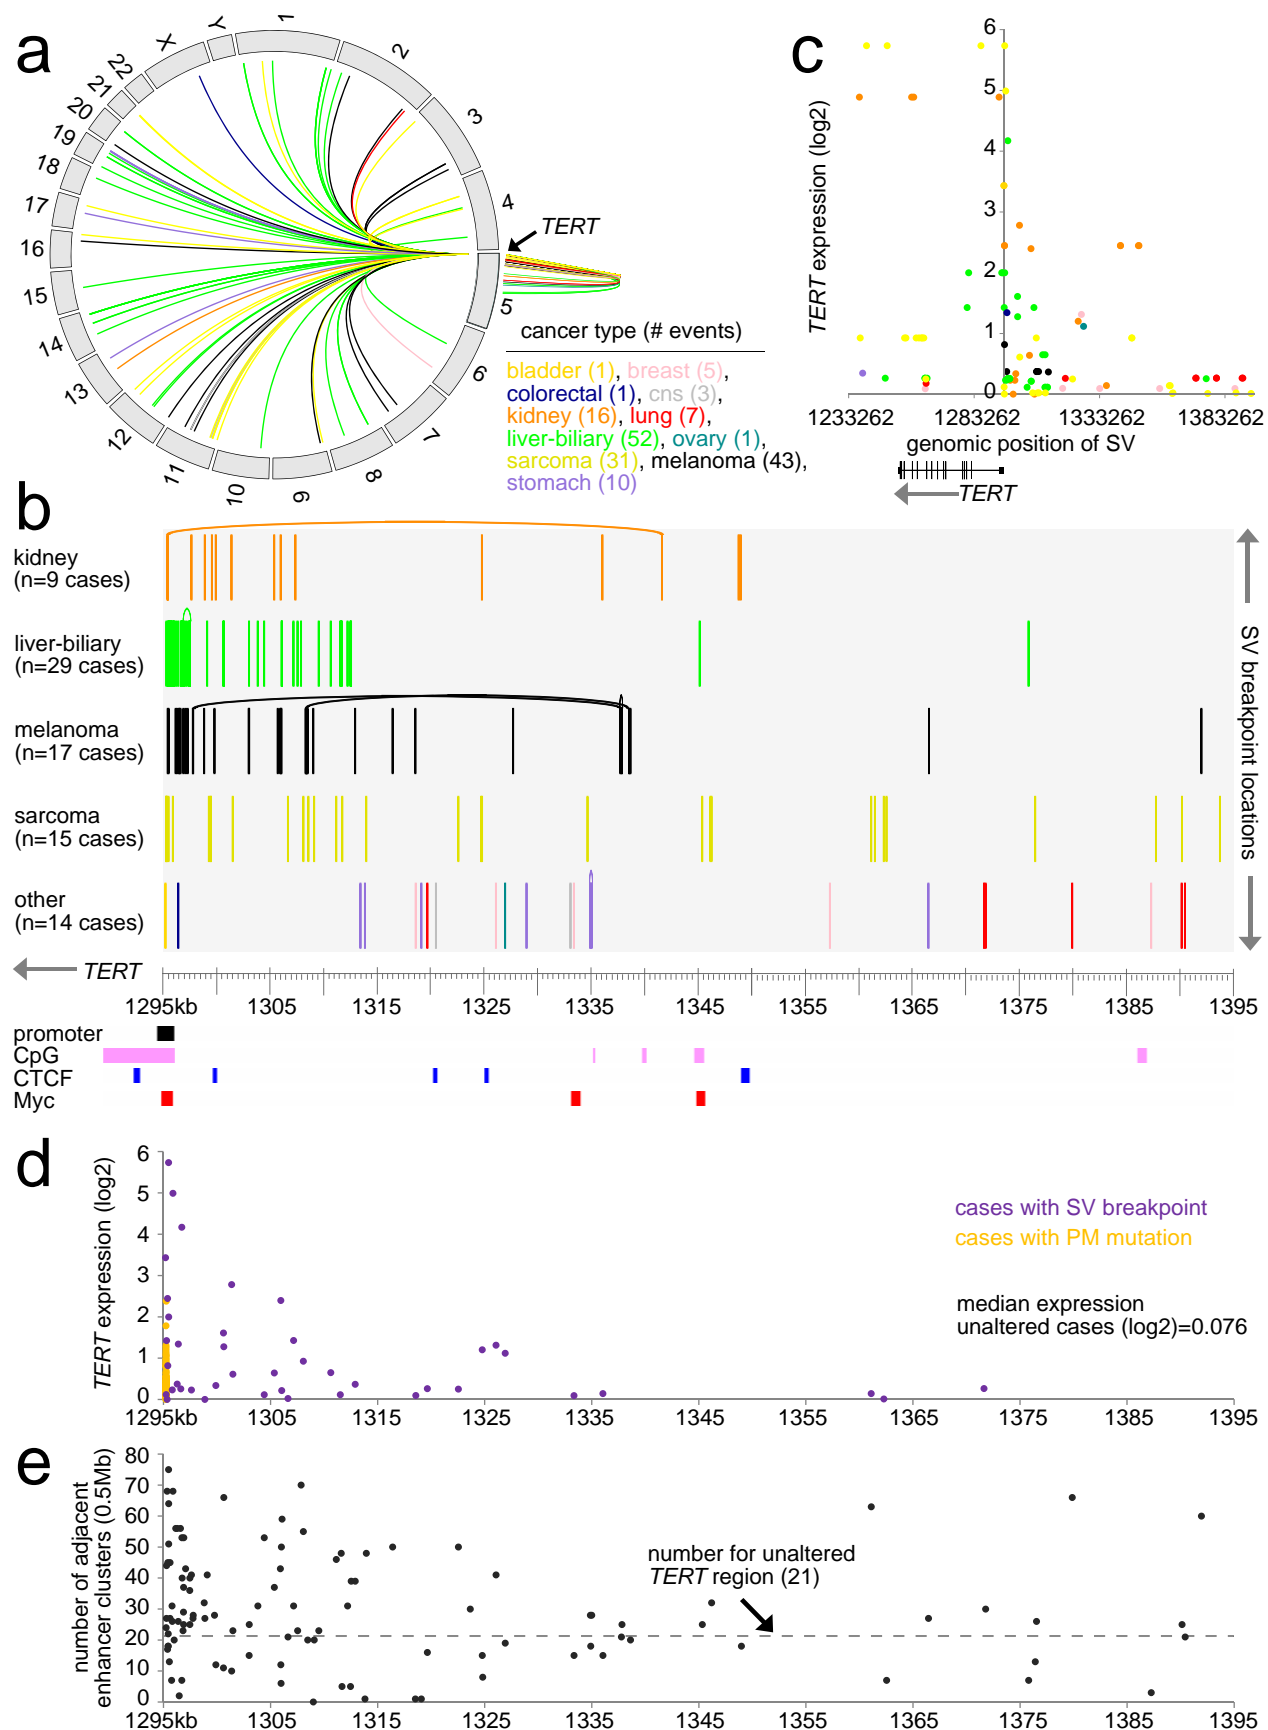 a
1
2
3
4
5
6
7
8
9
10
11
12
13
14
15
16
17
18
19
20
21
22
X
Y
TERT
cancer type (# events)
bladder (1), breast (5),
colorectal (1), cns (3),
kidney (16), lung (7),
liver-biliary (52), ovary (1),
sarcoma (31), melanoma (43),
stomach (10)
c
TERT expression (log2)
6
5
4
3
2
1
0
1233262 1283262 1333262 1383262
genomic position of SV
TERT
b
kidney
(n=9 cases)
liver-biliary
(n=29 cases)
melanoma
(n=17 cases)
sarcoma
(n=15 cases)
other
(n=14 cases)
SV breakpoint locations
TERT
1295kb 1305 1315 1325 1335 1345 1355 1365 1375 1385 1395
promoter
CpG
CTCF
Myc
d
TERT expression (log2)
6
5
4
3
2
1
0
cases with SV breakpoint
cases with PM mutation
median expression
unaltered cases (log2)=0.076
1295kb 1305 1315 1325 1335 1345 1355 1365 1375 1385 1395
e
number of adjacent
enhancer clusters (0.5Mb)
80
70
60
50
40
30
20
10
0
number for unaltered
TERT region (21)
1295kb 1305 1315 1325 1335 1345 1355 1365 1375 1385 1395